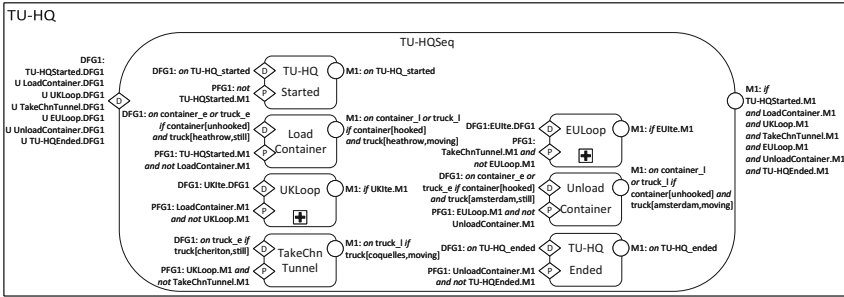 TU-HQ
TU-HQSeq
DFG1:
TU-HQStarted.DFG1
U LoadContainer.DFG1
U UKLoop.DFG1
U TakeChnTunnel.DFG1
U EULoop.DFG1
U UnloadContainer.DFG1
U TU-HQEnded.DFG1
D
DFG1: on TU-HQ_started
D
TU-HQ
Started
M1: on TU-HQ_started
PFG1: not
TU-HQStarted.M1
P
DFG1: on container_e or truck_e
if container[unhooked]
and truck[heathrow,still]
D
Load
Container
M1: on container_l or truck_l
if container[hooked]
and truck[heathrow,moving]
PFG1: TU-HQStarted.M1
and not LoadContainer.M1
P
DFG1: UKIte.DFG1
D
UKLoop
M1: if UKIte.M1
PFG1: LoadContainer.M1
and not UKLoop.M1
P
DFG1: on truck_e if
truck[cheriton,still]
D
TakeChn
Tunnel
M1: on truck_l if
truck[coquelles,moving]
PFG1: UKLoop.M1 and
not TakeChnTunnel.M1
P
DFG1:EUIte.DFG1
D
EULoop
M1: if EUIte.M1
PFG1:
TakeChnTunnel.M1 and
not EULoop.M1
P
DFG1: on container_e or
truck_e if container[hooked]
and truck[amsterdam,still]
D
Unload
Container
M1: on container_l
or truck_l if
container[unhooked] and
truck[amsterdam,moving]
PFG1: EULoop.M1 and not
UnloadContainer.M1
P
DFG1: on TU-HQ_ended
D
TU-HQ
Ended
M1: on TU-HQ_ended
PFG1: UnloadContainer.M1
and not TU-HQEnded.M1
P
M1: if
TU-HQStarted.M1
and LoadContainer.M1
and UKLoop.M1
and TakeChnTunnel.M1
and EULoop.M1
and UnloadContainer.M1
and TU-HQEnded.M1